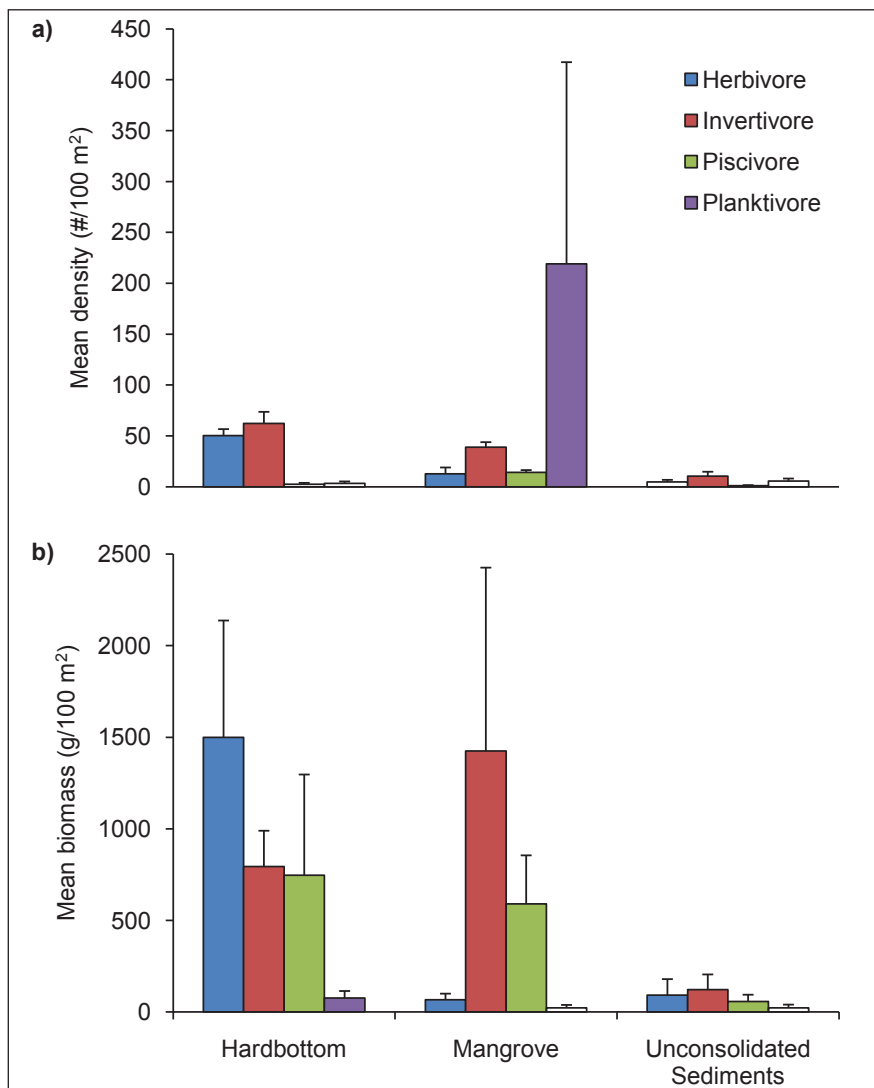 a)
450
400
350
300
250
200
150
100
50
0
Mean density (#/100 m²)
Herbivore
Invertivore
Piscivore
Planktivore
b)
2500
2000
1500
1000
500
0
Mean biomass (g/100 m²)
Hardbottom
Mangrove
Unconsolidated
Sediments